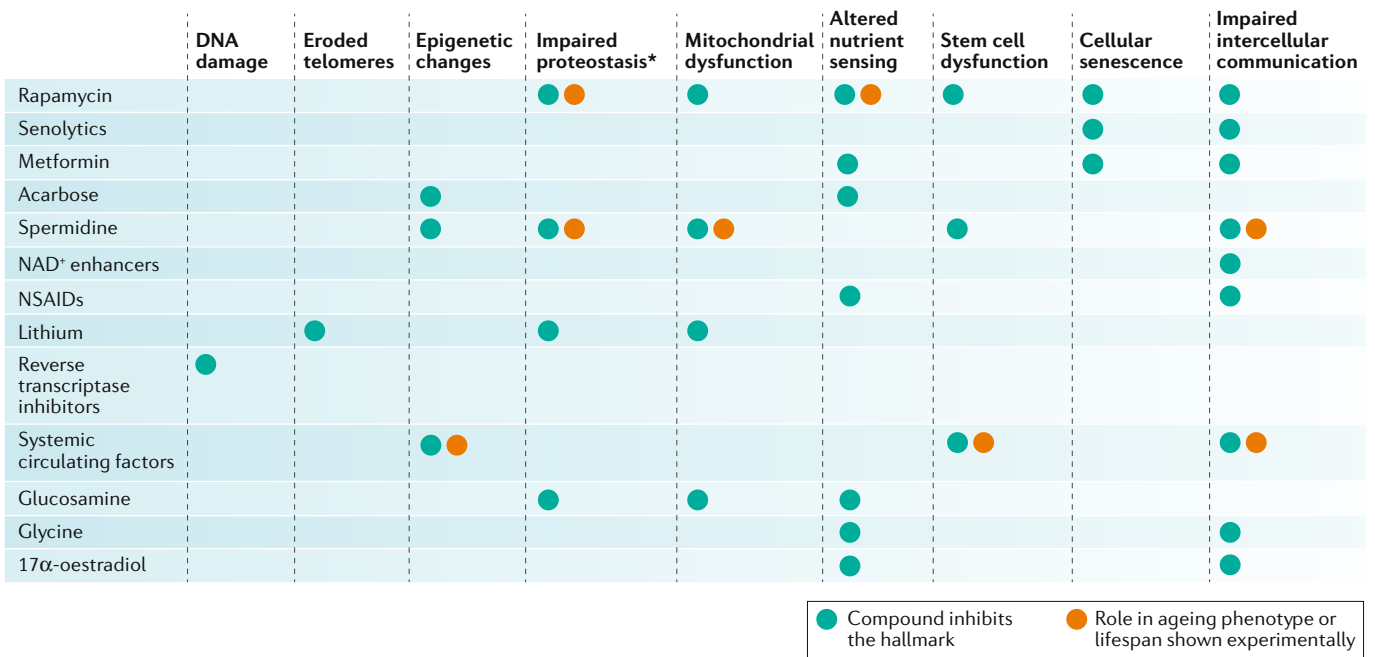 DNA
damage
Eroded
telomeres
Epigenetic
changes
Impaired
proteostasis*
Mitochondrial
dysfunction
Altered
nutrient
sensing
Stem cell
dysfunction
Cellular
senescence
Impaired
intercellular
communication
Rapamycin
Senolytics
Metformin
Acarbose
Spermidine
NAD⁺ enhancers
NSAIDs
Lithium
Reverse
transcriptase
inhibitors
Systemic
circulating factors
Glucosamine
Glycine
17α-oestradiol
Compound inhibits
the hallmark
Role in ageing phenotype or
lifespan shown experimentally